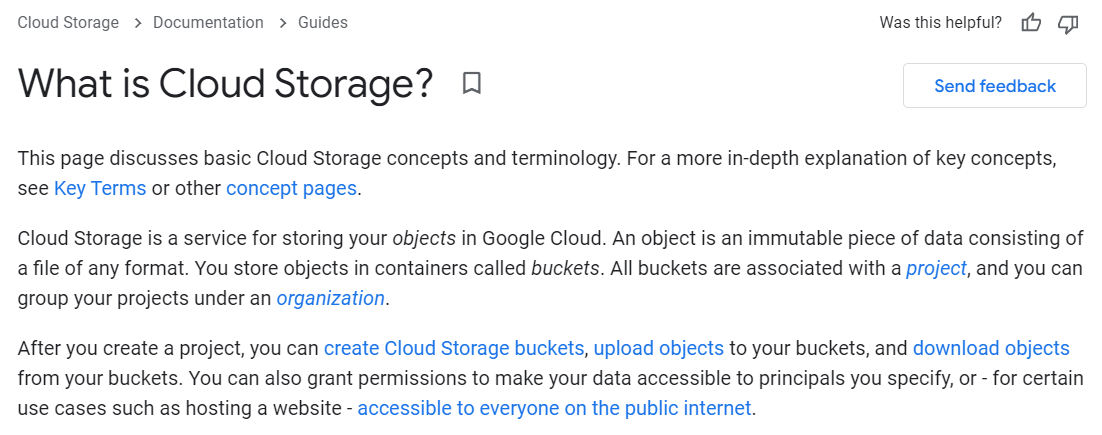 Cloud Storage > Documentation > Guides
Was this helpful?
What is Cloud Storage?
Send feedback
This page discusses basic Cloud Storage concepts and terminology. For a more in-depth explanation of key concepts,
see Key Terms or other concept pages.
Cloud Storage is a service for storing your objects in Google Cloud. An object is an immutable piece of data consisting of
a file of any format. You store objects in containers called buckets. All buckets are associated with a project, and you can
group your projects under an organization.
After you create a project, you can create Cloud Storage buckets, upload objects to your buckets, and download objects
from your buckets. You can also grant permissions to make your data accessible to principals you specify, or - for certain
use cases such as hosting a website - accessible to everyone on the public internet.